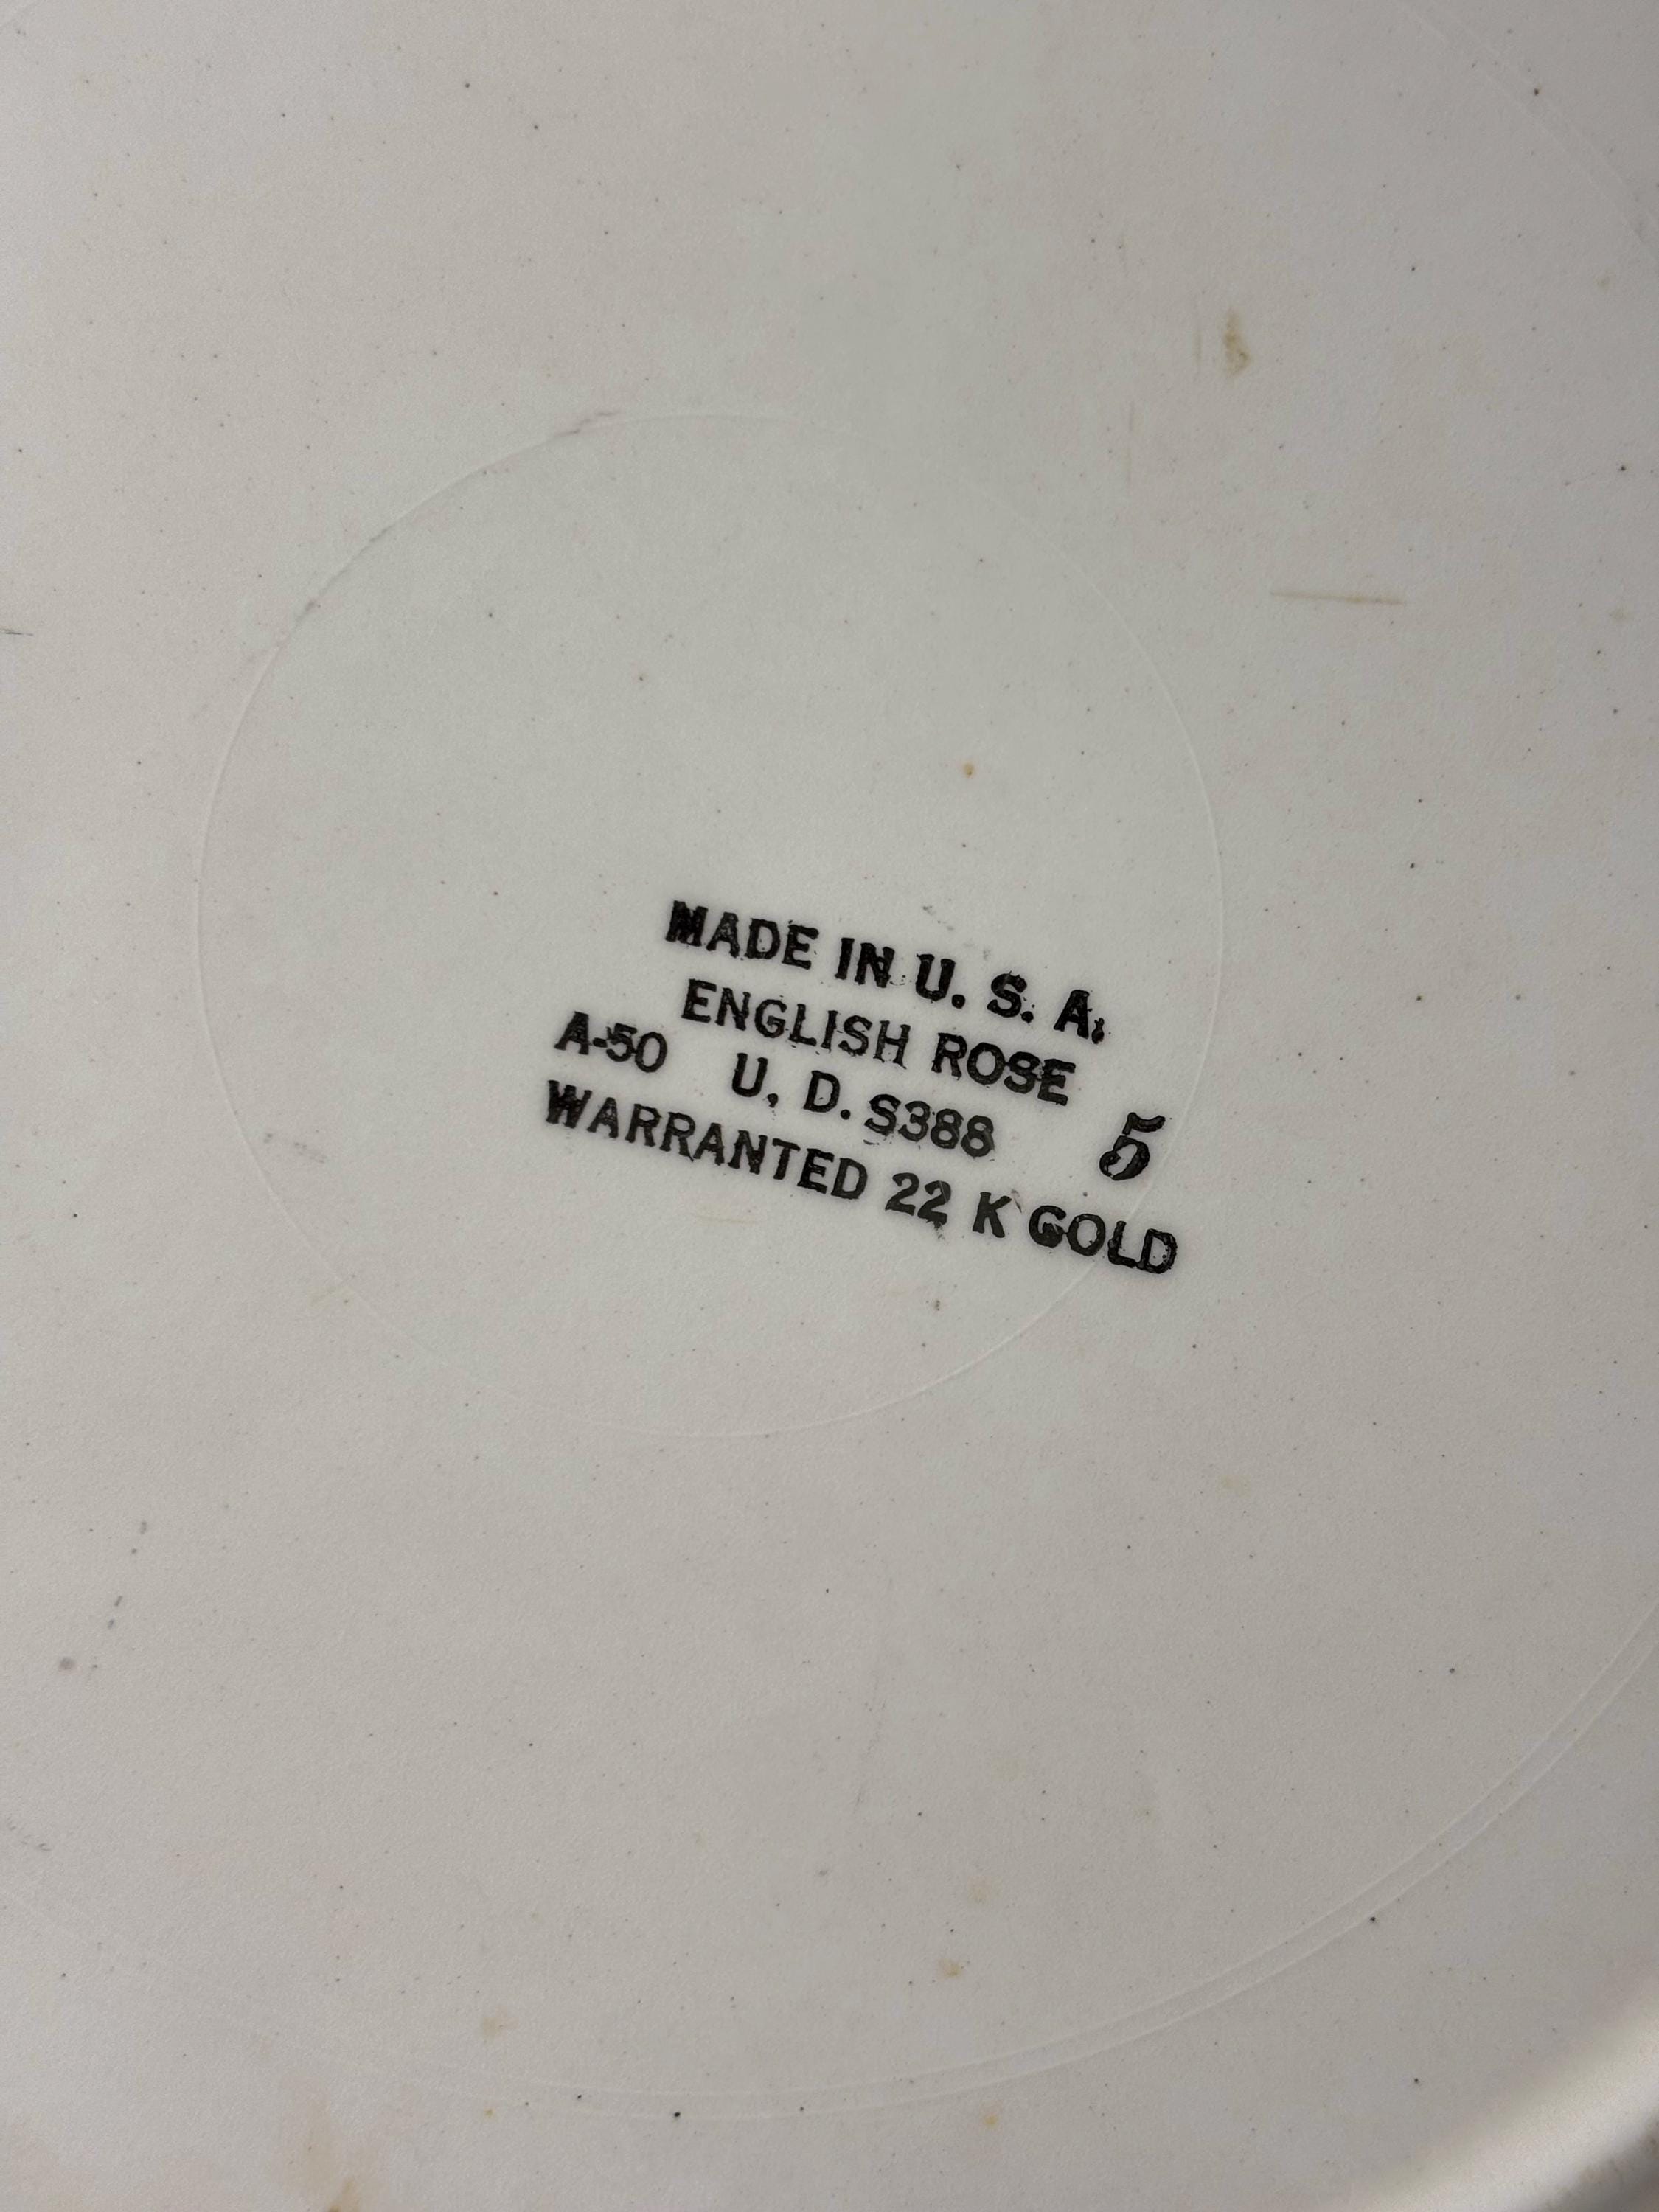 MADE IN U. S. A.
ENGLISH ROSE
A-50 U. D. S388 5
WARRANTED 22 K GOLD